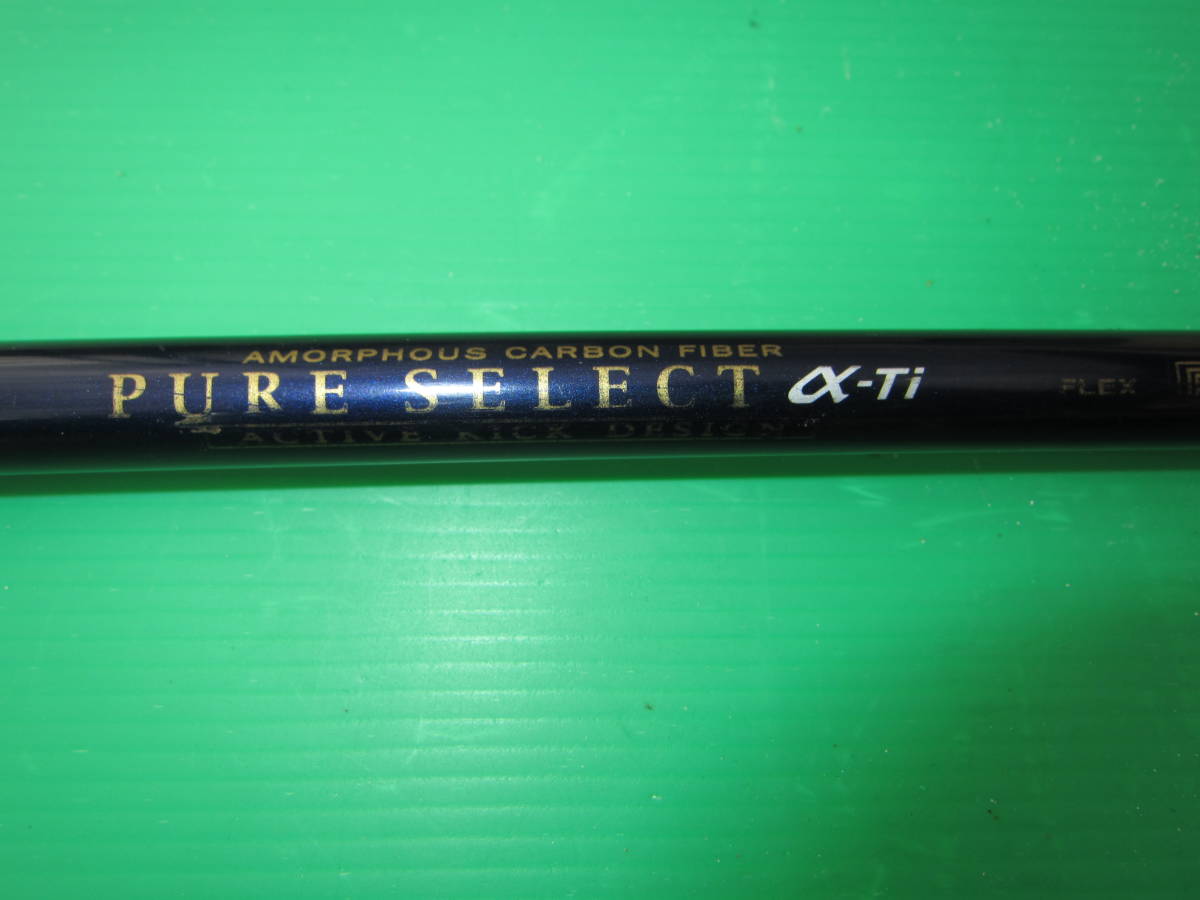 AMORPHOUS CARBON FIBER
PURE SELECT α-Ti
FLEX
ACTIVE KICK DESIGN